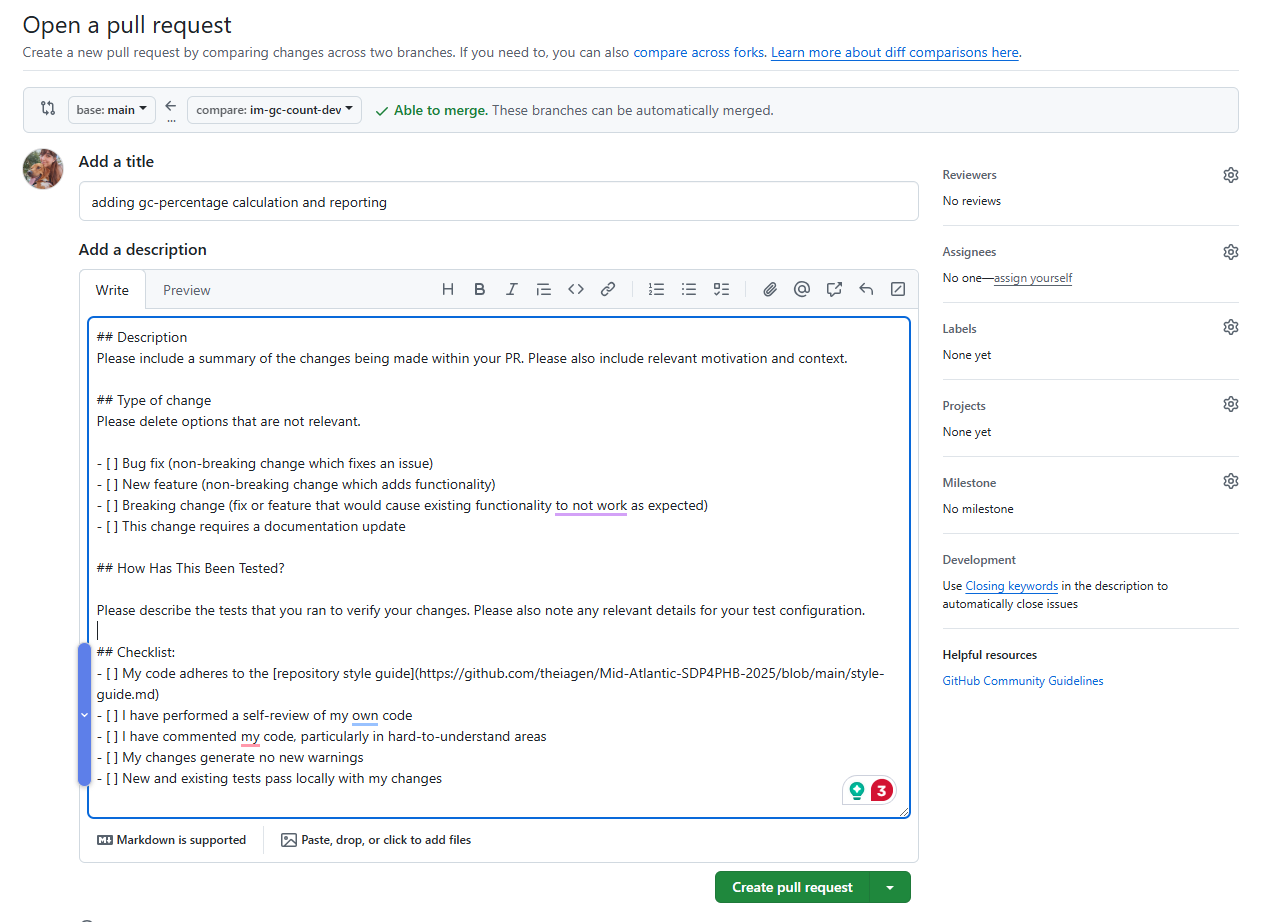 Open a pull request
Create a new pull request by comparing changes across two branches. If you need to, you can also compare across forks. Learn more about diff comparisons here.
base: main
...
compare: im-gc-count-dev
Able to merge. These branches can be automatically merged.
Add a title
adding gc-percentage calculation and reporting
Add a description
Write
Preview
## Description
Please include a summary of the changes being made within your PR. Please also include relevant motivation and context.
## Type of change
Please delete options that are not relevant.
- [ ] Bug fix (non-breaking change which fixes an issue)
- [ ] New feature (non-breaking change which adds functionality)
- [ ] Breaking change (fix or feature that would cause existing functionality to not work as expected)
- [ ] This change requires a documentation update
## How Has This Been Tested?
Please describe the tests that you ran to verify your changes. Please also note any relevant details for your test configuration.
## Checklist:
- [ ] My code adheres to the [repository style guide](https://github.com/theiagen/Mid-Atlantic-SDP4PHB-2025/blob/main/style-
guide.md)
- [ ] I have performed a self-review of my own code
- [ ] I have commented my code, particularly in hard-to-understand areas
- [ ] My changes generate no new warnings
- [ ] New and existing tests pass locally with my changes
3
Markdown is supported
Paste, drop, or click to add files
Create pull request
Reviewers
No reviews
Assignees
No one—assign yourself
Labels
None yet
Projects
None yet
Milestone
No milestone
Development
Use Closing keywords in the description to
automatically close issues
Helpful resources
GitHub Community Guidelines